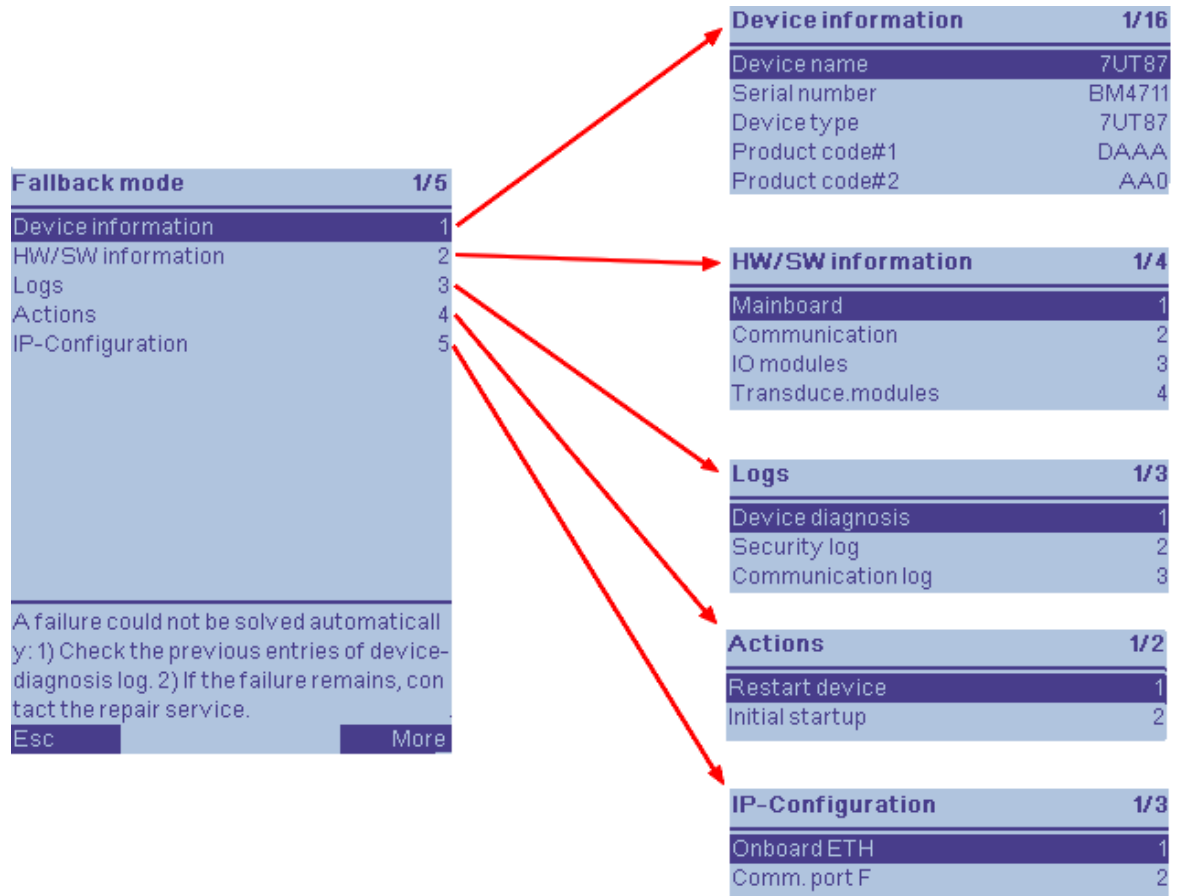 Fallback mode 1/5
Device information 1
HW/SW information 2
Logs 3
Actions 4
IP-Configuration 5
A failure could not be solved automaticall
y: 1) Check the previous entries of device-
diagnosis log. 2) If the failure remains, con
tact the repair service.
Esc More
Device information 1/16
Device name 7UT87
Serial number BM4711
Device type 7UT87
Product code#1 DAAA
Product code#2 AA0
HW/SW information 1/4
Mainboard 1
Communication 2
IO modules 3
Transduce.modules 4
Logs 1/3
Device diagnosis 1
Security log 2
Communication log 3
Actions 1/2
Restart device 1
Initial startup 2
IP-Configuration 1/3
Onboard ETH 1
Comm. port F 2